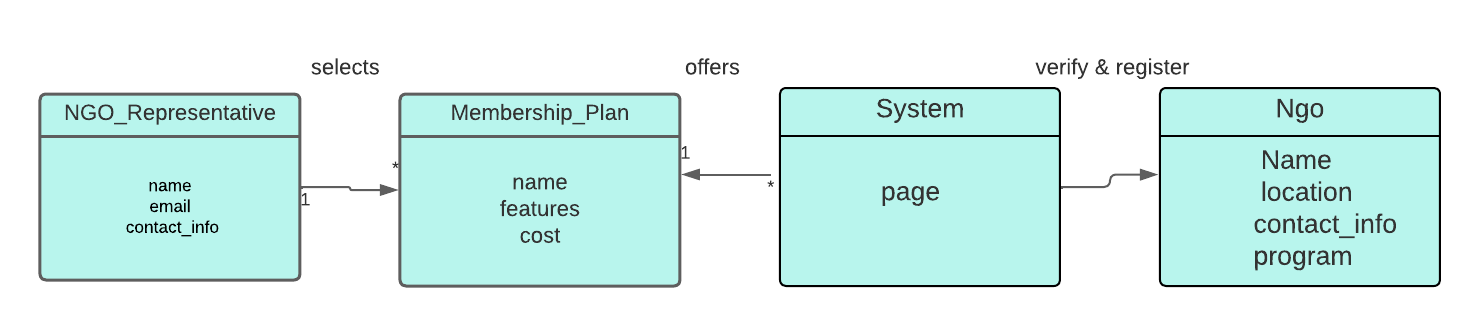 selects
offers
verify & register
NGO_Representative
name
email
contact_info
1
*
Membership_Plan
name
features
cost
1
*
System
page
Ngo
Name
location
contact_info
program